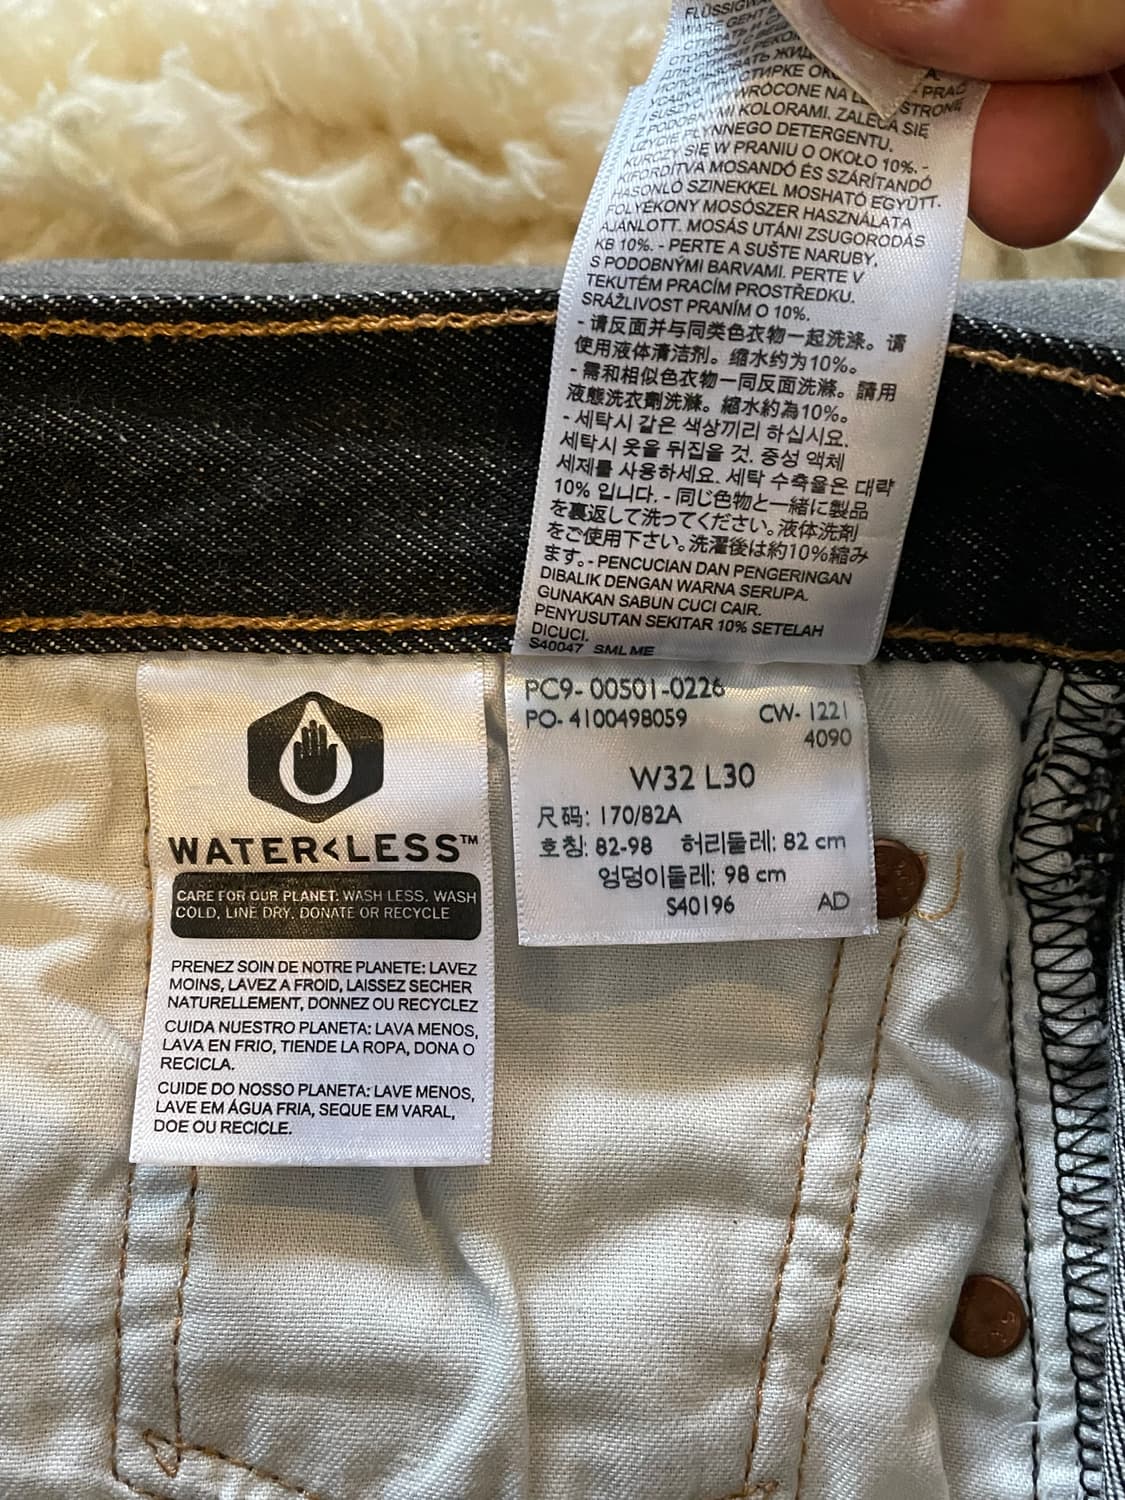 FLÜSSIGWA
СТИРКЕ
WRÓCONE NA
PRAĆ
STRONĘ
KOLORAMI. ZALECA SIĘ
UŻYCIE PŁYNNEGO DETERGENTU.
KURCZY SIĘ W PRANIU O OKOŁO 10%. -
KIFORDÍTVA MOSANDÓ ÉS SZÁRÍTANDÓ
HASONLÓ SZINEKKEL MOSHATÓ EGYÜTT.
FOLYÉKONY MOSÓSZER HASZNÁLATA
AJÁNLOTT. MOSÁS UTÁNI ZSUGORODÁS
KB 10%. - PERTE A SUŠTE NARUBY,
S PODOBNÝMI BARVAMI. PERTE V
TEKUTÉM PRACÍM PROSTŘEDKU.
SRÁŽLIVOST PRANÍM O 10%.
- 请反面并与同类色衣物一起洗涤。请
使用液体清洁剂。缩水约为10%。
- 需和相似色衣物一同反面洗滌。請用
液態洗衣劑洗滌。縮水約為10%。
- 세탁시 같은 색상끼리 하십시요.
세탁시 옷을 뒤집을 것. 중성 액체
세제를 사용하세요. 세탁 수축율은 대략
10% 입니다. - 同じ色物と一緒に製品
を裏返して洗ってください。液体洗剤
をご使用下さい。洗濯後は約10%縮み
ます。- PENCUCIAN DAN PENGERINGAN
DIBALIK DENGAN WARNA SERUPA.
GUNAKAN SABUN CUCI CAIR.
PENYUSUTAN SEKITAR 10% SETELAH
DICUCI.
S40047 SML ME
PC9- 00501-0226
PO- 4100498059 CW- 1221
4090
W32 L30
尺码: 170/82A
호칭: 82-98 허리둘레: 82 cm
엉덩이둘레: 98 cm
S40196 AD
WATER<LESS™
CARE FOR OUR PLANET: WASH LESS, WASH
COLD, LINE DRY, DONATE OR RECYCLE
PRENEZ SOIN DE NOTRE PLANETE: LAVEZ
MOINS, LAVEZ A FROID, LAISSEZ SECHER
NATURELLEMENT, DONNEZ OU RECYCLEZ
CUIDA NUESTRO PLANETA: LAVA MENOS,
LAVA EN FRIO, TIENDE LA ROPA, DONA O
RECICLA.
CUIDE DO NOSSO PLANETA: LAVE MENOS,
LAVE EM ÁGUA FRIA, SEQUE EM VARAL,
DOE OU RECICLE.